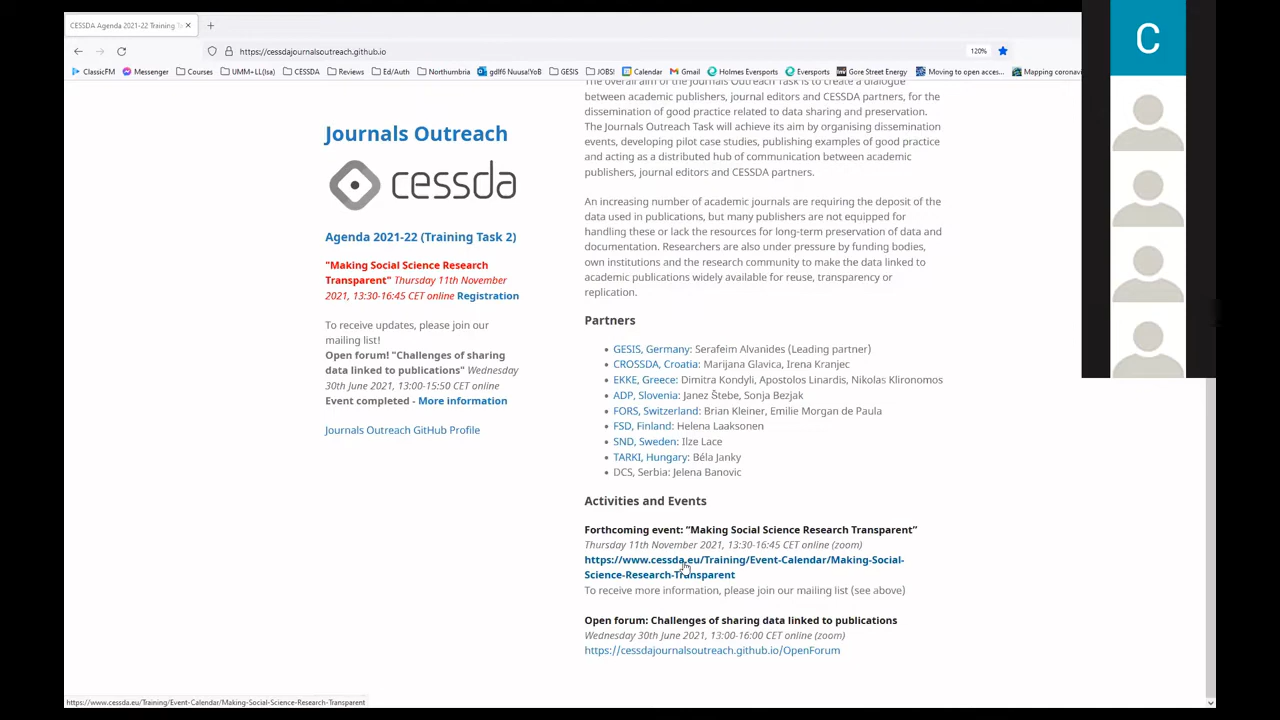 CESSDA Agenda 2021-22 Training T
https://cessdajournalsoutreach.github.io
120%
ClassicFM
Messenger
Courses
UMM+LL(Isa)
CESSDA
Reviews
Ed/Auth
Northumbria
gdlf6 Nuusa!YoB
GESIS
JOBS!
Calendar
Gmail
Holmes Eversports
Eversports
Gore Street Energy
Moving to open acces...
Mapping coronavi
C
Journals Outreach
cessda
Agenda 2021-22 (Training Task 2)
"Making Social Science Research
Transparent" Thursday 11th November
2021, 13:30-16:45 CET online Registration
To receive updates, please join our
mailing list!
Open forum! "Challenges of sharing
data linked to publications" Wednesday
30th June 2021, 13:00-15:50 CET online
Event completed - More information
Journals Outreach GitHub Profile
The overall aim of the Journals Outreach Task is to create a dialogue
between academic publishers, journal editors and CESSDA partners, for the
dissemination of good practice related to data sharing and preservation.
The Journals Outreach Task will achieve its aim by organising dissemination
events, developing pilot case studies, publishing examples of good practice
and acting as a distributed hub of communication between academic
publishers, journal editors and CESSDA partners.
An increasing number of academic journals are requiring the deposit of the
data used in publications, but many publishers are not equipped for
handling these or lack the resources for long-term preservation of data and
documentation. Researchers are also under pressure by funding bodies,
own institutions and the research community to make the data linked to
academic publications widely available for reuse, transparency or
replication.
Partners
GESIS, Germany: Serafeim Alvanides (Leading partner)
CROSSDA, Croatia: Marijana Glavica, Irena Kranjec
EKKE, Greece: Dimitra Kondyli, Apostolos Linardis, Nikolas Klironomos
ADP, Slovenia: Janez Štebe, Sonja Bezjak
FORS, Switzerland: Brian Kleiner, Emilie Morgan de Paula
FSD, Finland: Helena Laaksonen
SND, Sweden: Ilze Lace
TARKI, Hungary: Béla Janky
DCS, Serbia: Jelena Banovic
Activities and Events
Forthcoming event: "Making Social Science Research Transparent"
Thursday 11th November 2021, 13:30-16:45 CET online (zoom)
https://www.cessda.eu/Training/Event-Calendar/Making-Social-
Science-Research-Transparent
To receive more information, please join our mailing list (see above)
Open forum: Challenges of sharing data linked to publications
Wednesday 30th June 2021, 13:00-16:00 CET online (zoom)
https://cessdajournalsoutreach.github.io/OpenForum
https://www.cessda.eu/Training/Event-Calendar/Making-Social-Science-Research-Transparent